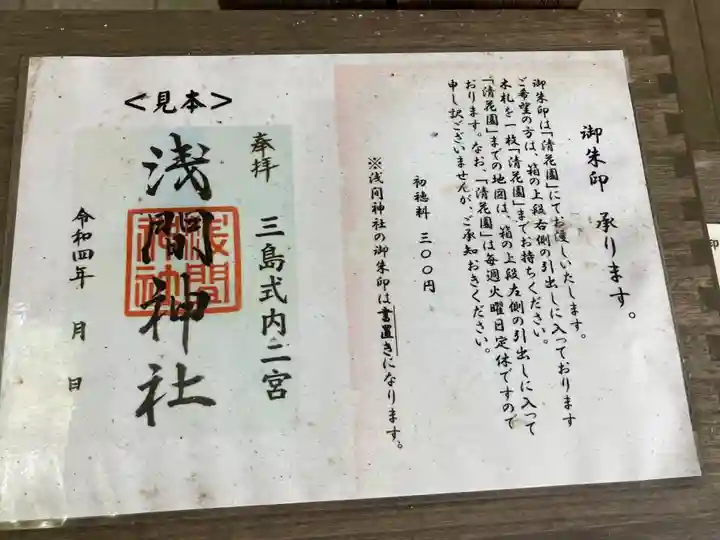 御朱印 承ります。
御朱印は「清花園」にてお渡しいたします。
ご希望の方は、箱の上段右側の引出しに入っております
木札を一枚「清花園」までお持ちください。
「清花園」までの地図は、箱の上段左側の引出しに入って
おります。なお、「清花園」は毎週火曜日定休ですので
申し訳ございませんが、ご承知おきください。
初穂料 三〇〇円
※浅间神社の御朱印は書置きになります。
<見本>
奉拝 三島式内二宮
浅間神社
浅間
神社
令和四年 月 日